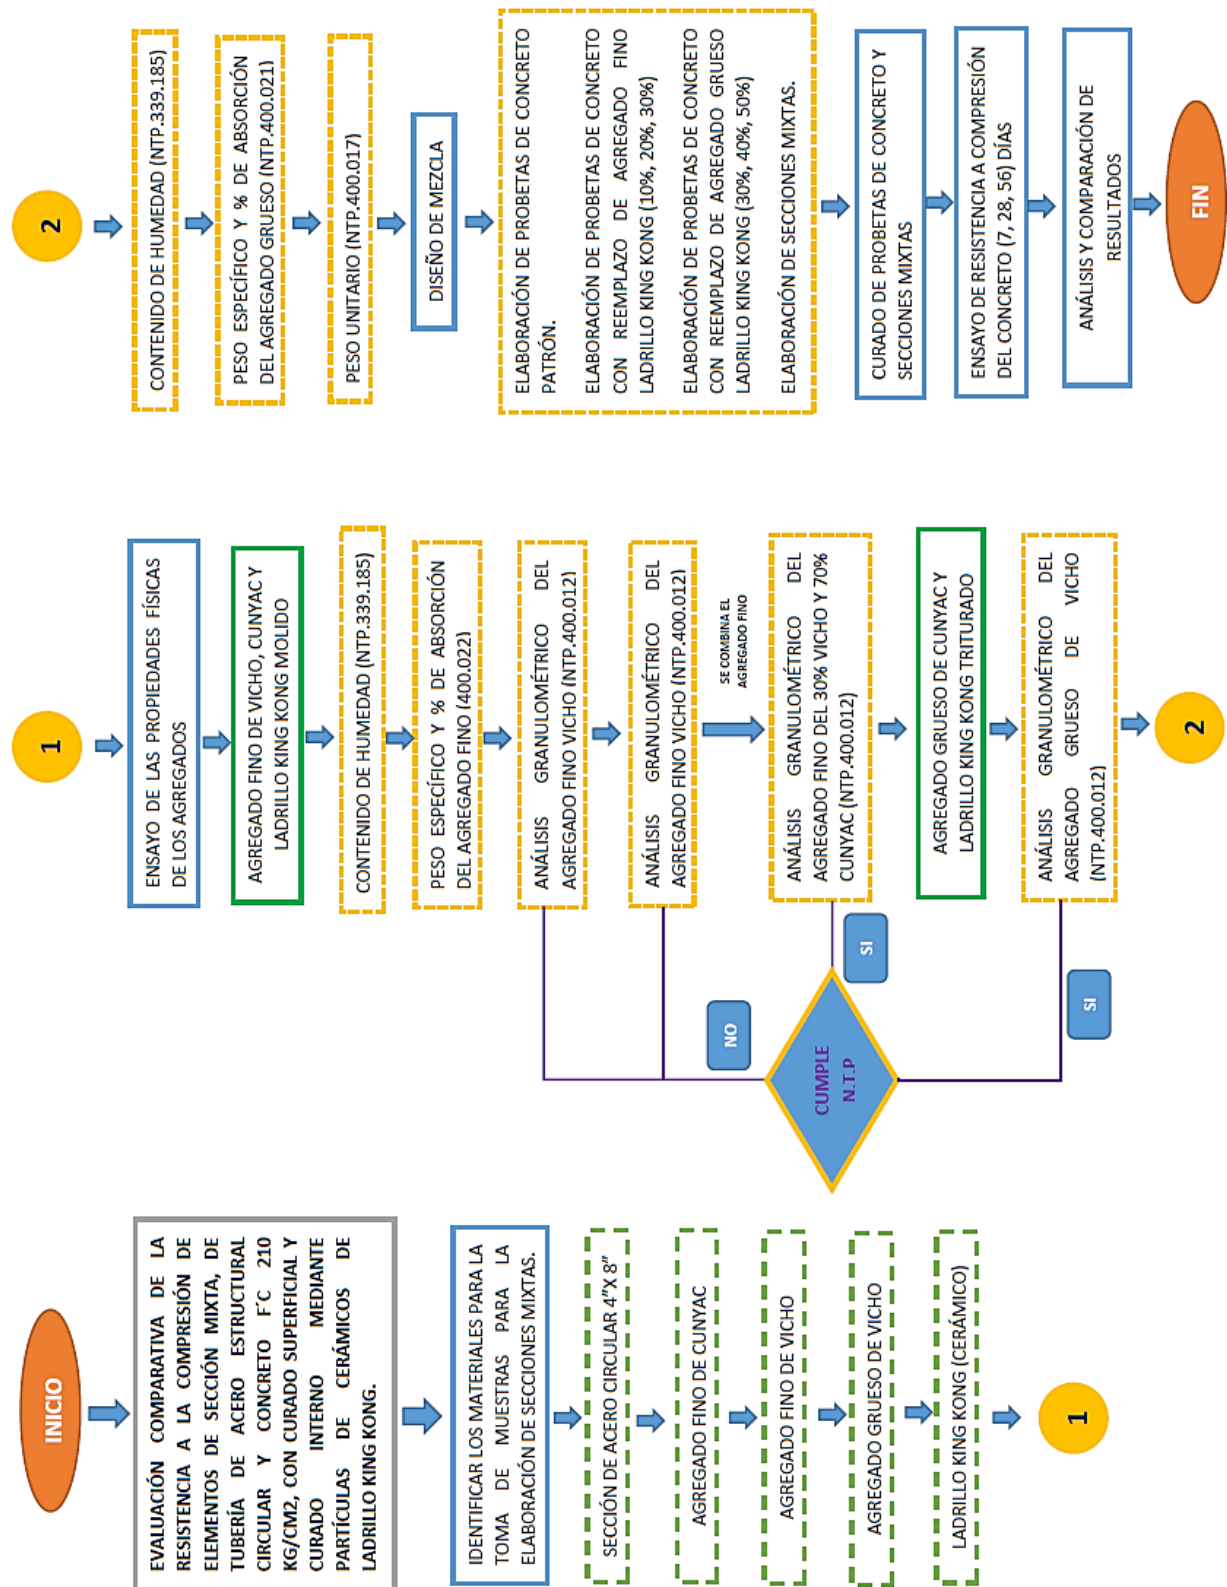 INICIO
EVALUACIÓN COMPARATIVA DE LA
RESISTENCIA A LA COMPRESIÓN DE
ELEMENTOS DE SECCIÓN MIXTA, DE
TUBERÍA DE ACERO ESTRUCTURAL
CIRCULAR Y CONCRETO F´C 210
KG/CM2, CON CURADO SUPERFICIAL Y
CURADO INTERNO MEDIANTE
PARTÍCULAS DE CERÁMICOS DE
LADRILLO KING KONG.
IDENTIFICAR LOS MATERIALES PARA LA
TOMA DE MUESTRAS PARA LA
ELABORACIÓN DE SECCIONES MIXTAS.
SECCIÓN DE ACERO CIRCULAR 4”X 8”
AGREGADO FINO DE CUNYAC
AGREGADO FINO DE VICHO
AGREGADO GRUESO DE VICHO
LADRILLO KING KONG (CERÁMICO)
1
1
ENSAYO DE LAS PROPIEDADES FÍSICAS
DE LOS AGREGADOS
AGREGADO FINO DE VICHO, CUNYAC Y
LADRILLO KING KONG MOLIDO
CONTENIDO DE HUMEDAD (NTP.339.185)
PESO ESPECÍFICO Y % DE ABSORCIÓN
DEL AGREGADO FINO (400.022)
ANÁLISIS GRANULOMÉTRICO DEL
AGREGADO FINO VICHO (NTP.400.012)
ANÁLISIS GRANULOMÉTRICO DEL
AGREGADO FINO VICHO (NTP.400.012)
SE COMBINA EL
AGREGADO FINO
NO
CUMPLE
N.T.P
SI
ANÁLISIS GRANULOMÉTRICO DEL
AGREGADO FINO DEL 30% VICHO Y 70%
CUNYAC (NTP.400.012)
AGREGADO GRUESO DE CUNYAC Y
LADRILLO KING KONG TRITURADO
SI
ANÁLISIS GRANULOMÉTRICO DEL
AGREGADO GRUESO DE VICHO
(NTP.400.012)
2
2
CONTENIDO DE HUMEDAD (NTP.339.185)
PESO ESPECÍFICO Y % DE ABSORCIÓN
DEL AGREGADO GRUESO (NTP.400.021)
PESO UNITARIO (NTP.400.017)
DISEÑO DE MEZCLA
ELABORACIÓN DE PROBETAS DE CONCRETO
PATRÓN.
ELABORACIÓN DE PROBETAS DE CONCRETO
CON REEMPLAZO DE AGREGADO FINO
LADRILLO KING KONG (10%, 20%, 30%)
ELABORACIÓN DE PROBETAS DE CONCRETO
CON REEMPLAZO DE AGREGADO GRUESO
LADRILLO KING KONG (30%, 40%, 50%)
ELABORACIÓN DE SECCIONES MIXTAS.
CURADO DE PROBETAS DE CONCRETO Y
SECCIONES MIXTAS
ENSAYO DE RESISTENCIA A COMPRESIÓN
DEL CONCRETO (7, 28, 56) DÍAS
ANÁLISIS Y COMPARACIÓN DE
RESULTADOS
FIN